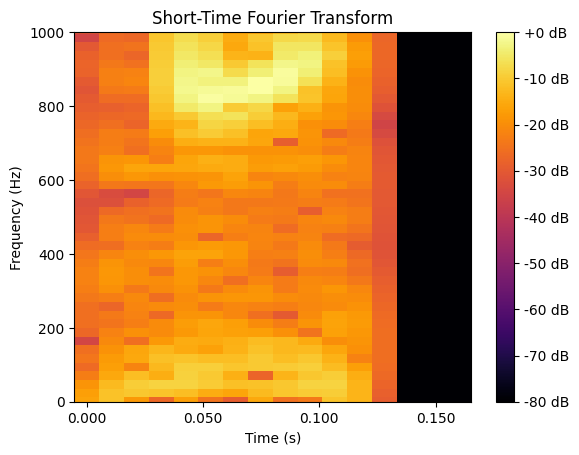 Short-Time Fourier Transform
Frequency (Hz)
1000
800
600
400
200
0
0.000
0.050
0.100
0.150
Time (s)
+0 dB
-10 dB
-20 dB
-30 dB
-40 dB
-50 dB
-60 dB
-70 dB
-80 dB